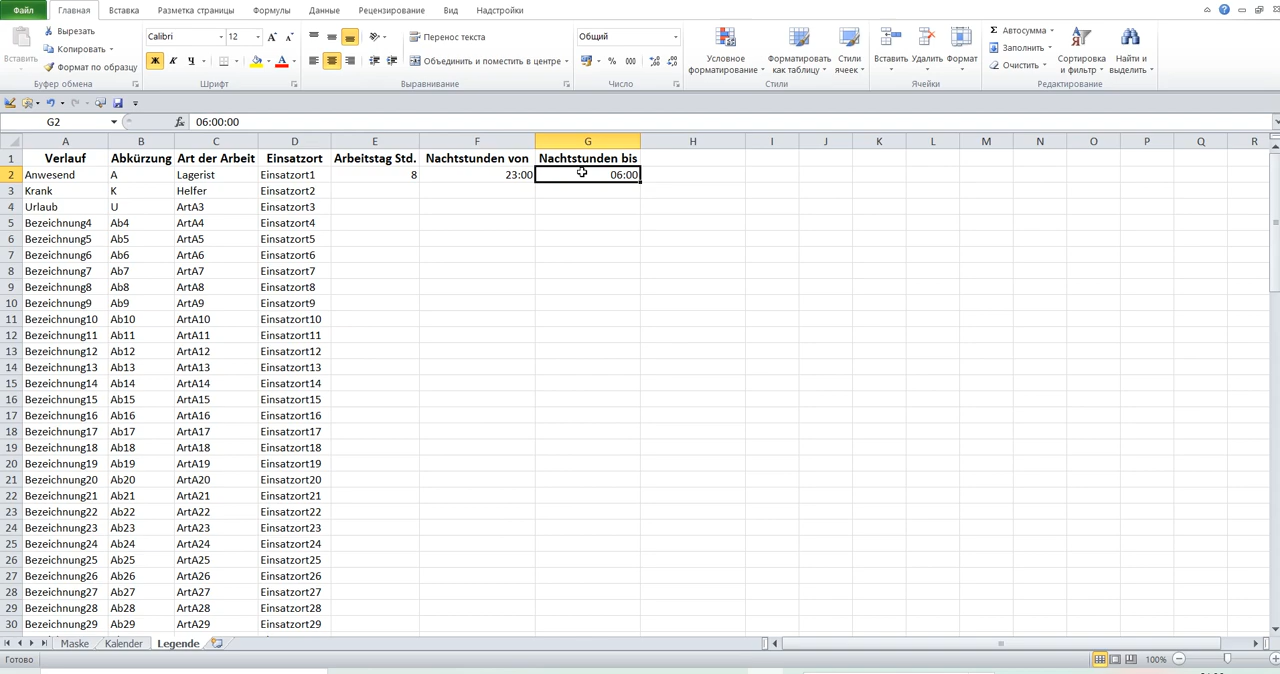 Файл Главная Вставка Разметка страницы Формулы Данные Рецензирование Вид Надстройки
Вставить
Вырезать
Копировать
Формат по образцу
Буфер обмена
Calibri 12
Ж К Ч
Шрифт
Перенос текста
Объединить и поместить в центре
Выравнивание
Общий
% 000
Число
Условное форматирование
Форматировать как таблицу
Стили ячеек
Стили
Вставить Удалить Формат
Ячейки
Σ Автосумма
Заполнить
Очистить
Сортировка и фильтр
Найти и выделить
Редактирование
G2 fx 06:00:00
A B C D E F G H I J K L M N O P Q R
1 Verlauf Abkürzung Art der Arbeit Einsatzort Arbeitstag Std. Nachtstunden von Nachtstunden bis
2 Anwesend A Lagerist Einsatzort1 8 23:00 06:00
3 Krank K Helfer Einsatzort2
4 Urlaub U ArtA3 Einsatzort3
5 Bezeichnung4 Ab4 ArtA4 Einsatzort4
6 Bezeichnung5 Ab5 ArtA5 Einsatzort5
7 Bezeichnung6 Ab6 ArtA6 Einsatzort6
8 Bezeichnung7 Ab7 ArtA7 Einsatzort7
9 Bezeichnung8 Ab8 ArtA8 Einsatzort8
10 Bezeichnung9 Ab9 ArtA9 Einsatzort9
11 Bezeichnung10 Ab10 ArtA10 Einsatzort10
12 Bezeichnung11 Ab11 ArtA11 Einsatzort11
13 Bezeichnung12 Ab12 ArtA12 Einsatzort12
14 Bezeichnung13 Ab13 ArtA13 Einsatzort13
15 Bezeichnung14 Ab14 ArtA14 Einsatzort14
16 Bezeichnung15 Ab15 ArtA15 Einsatzort15
17 Bezeichnung16 Ab16 ArtA16 Einsatzort16
18 Bezeichnung17 Ab17 ArtA17 Einsatzort17
19 Bezeichnung18 Ab18 ArtA18 Einsatzort18
20 Bezeichnung19 Ab19 ArtA19 Einsatzort19
21 Bezeichnung20 Ab20 ArtA20 Einsatzort20
22 Bezeichnung21 Ab21 ArtA21 Einsatzort21
23 Bezeichnung22 Ab22 ArtA22 Einsatzort22
24 Bezeichnung23 Ab23 ArtA23 Einsatzort23
25 Bezeichnung24 Ab24 ArtA24 Einsatzort24
26 Bezeichnung25 Ab25 ArtA25 Einsatzort25
27 Bezeichnung26 Ab26 ArtA26 Einsatzort26
28 Bezeichnung27 Ab27 ArtA27 Einsatzort27
29 Bezeichnung28 Ab28 ArtA28 Einsatzort28
30 Bezeichnung29 Ab29 ArtA29 Einsatzort29
Maske Kalender Legende
Готово 100%